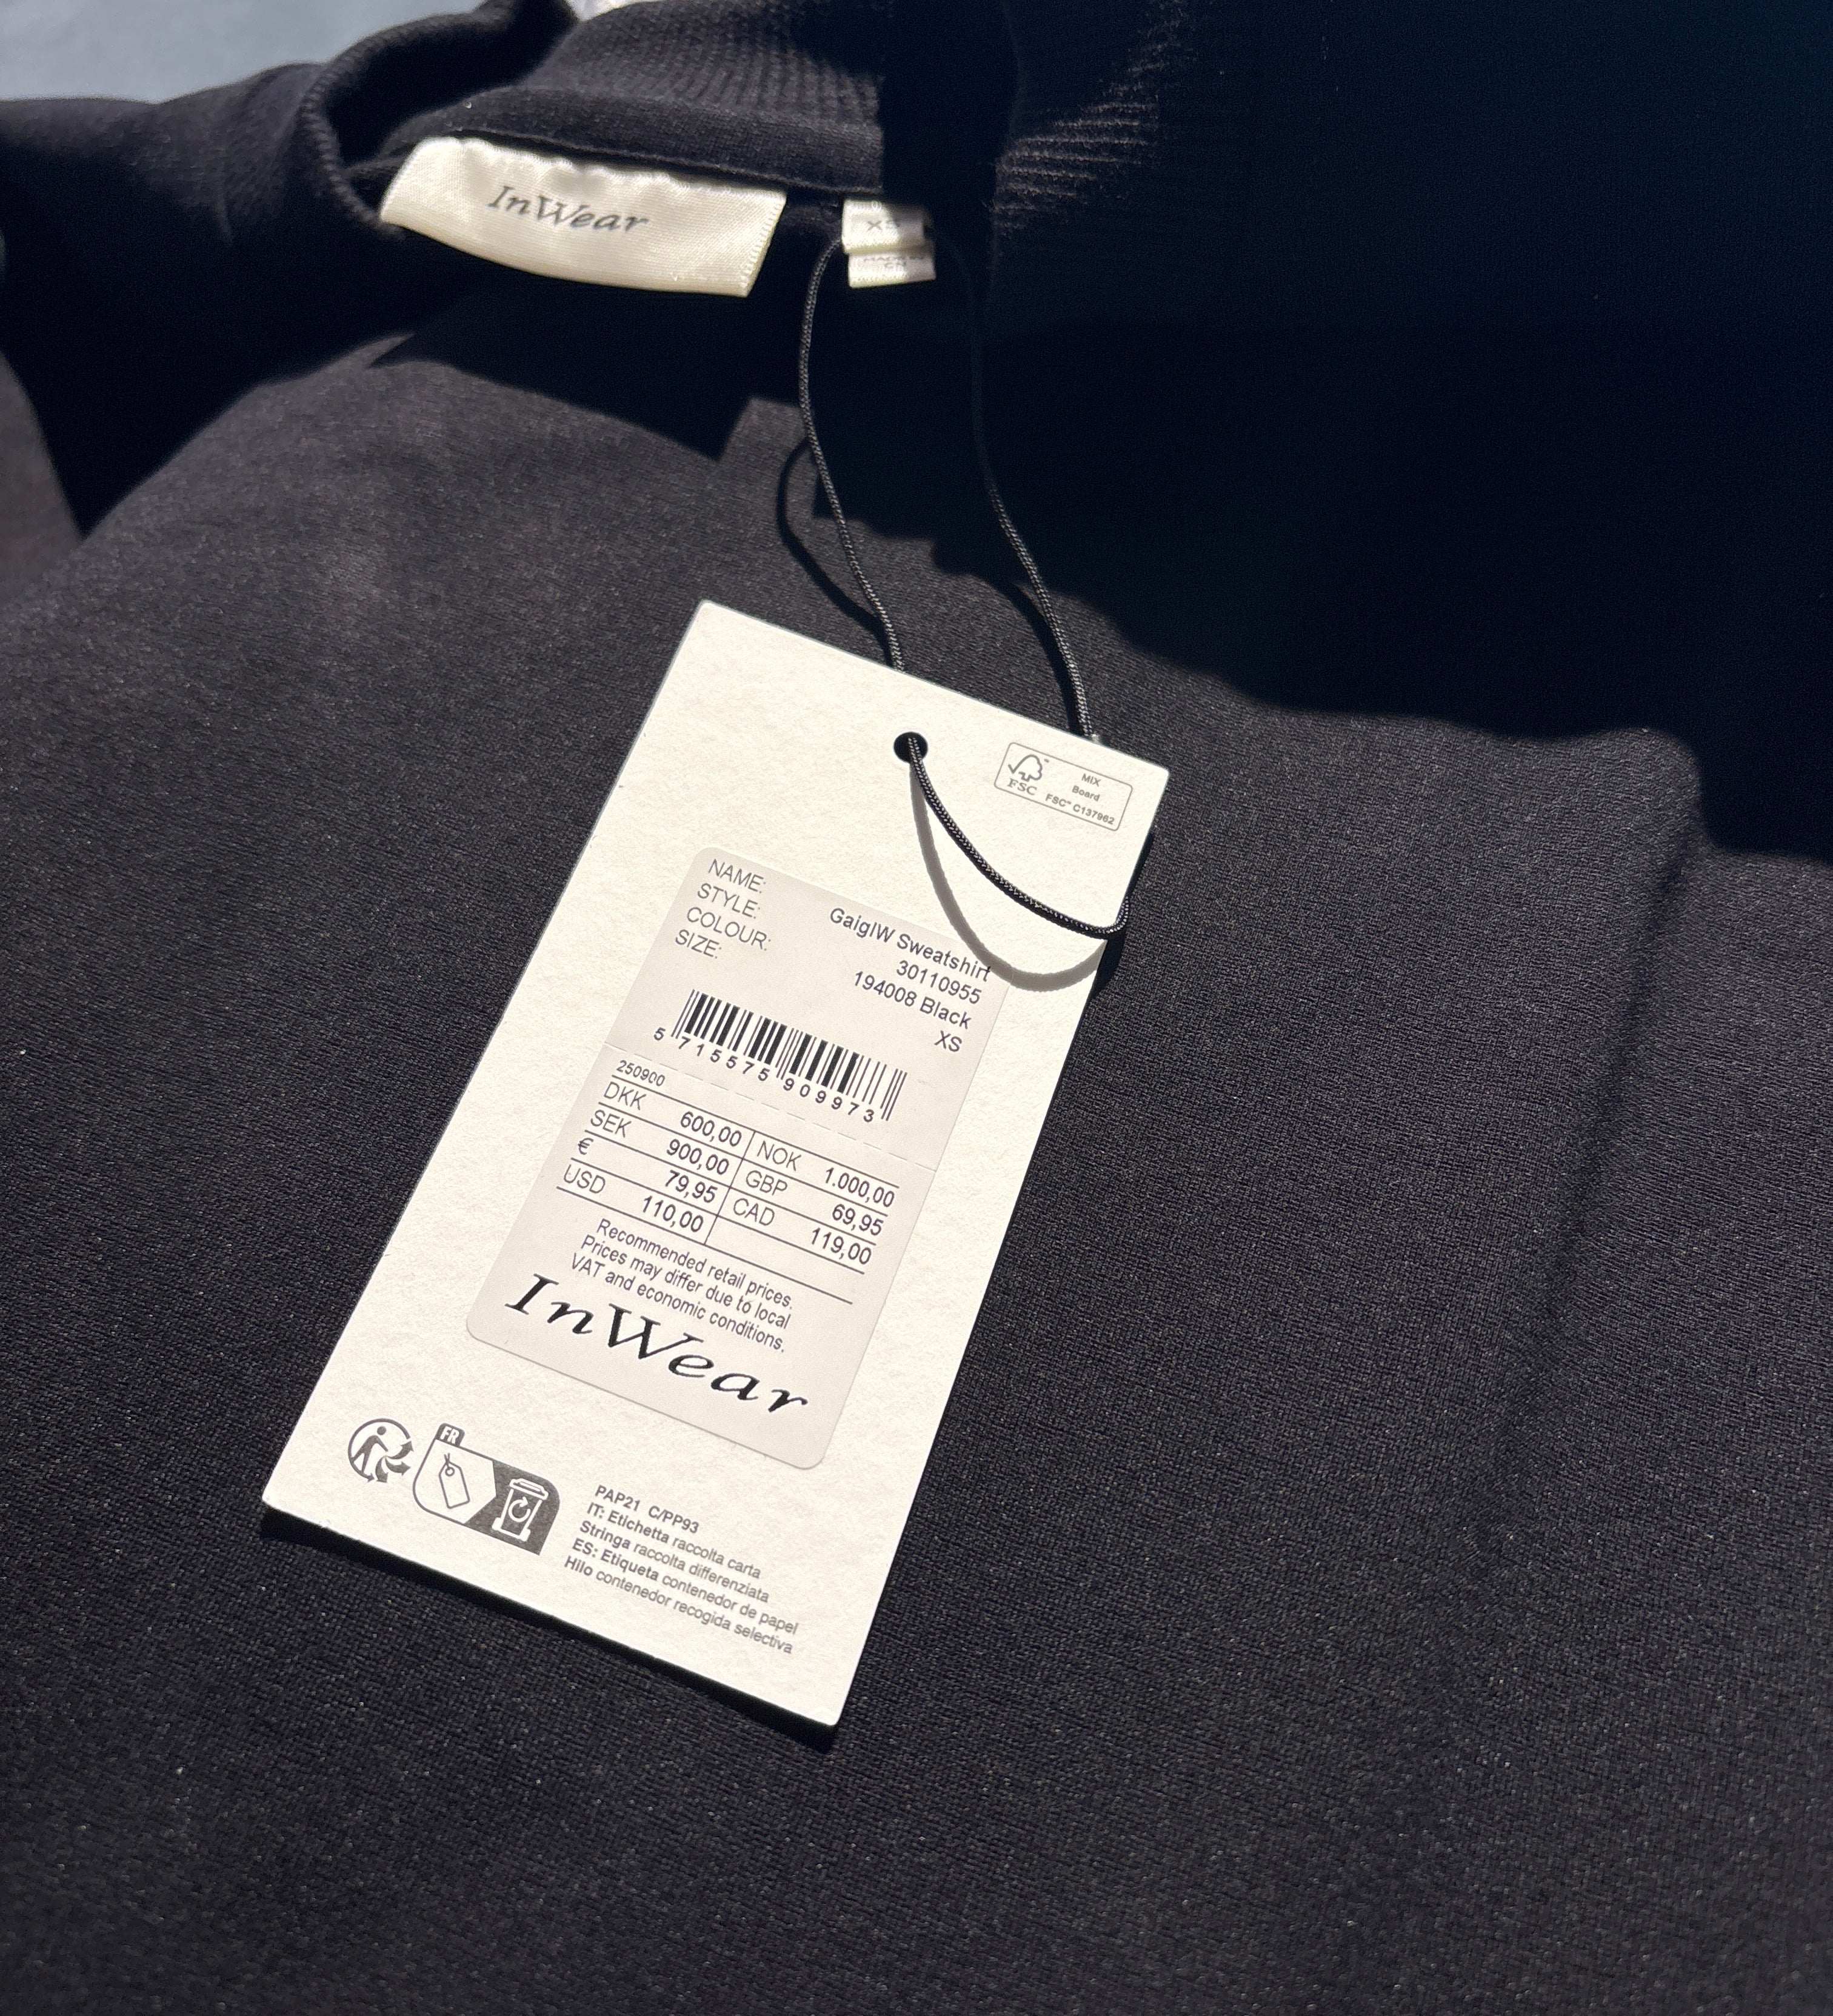 InWear
XS
MADE IN
CN
FSC
MIX
Board
FSC™ C137962
NAME: GaigIW Sweatshirt
STYLE: 30110955
COLOUR: 194008 Black
SIZE: XS
5 715575 909973
250900
DKK 600,00 NOK 1.000,00
SEK 900,00 GBP 69,95
€ 79,95 CAD 119,00
USD 110,00
Recommended retail prices.
Prices may differ due to local
VAT and economic conditions.
InWear
FR
PAP21 C/PP93
IT: Etichetta raccolta carta
Stringa raccolta differenziata
ES: Etiqueta contenedor de papel
Hilo contenedor recogida selectiva